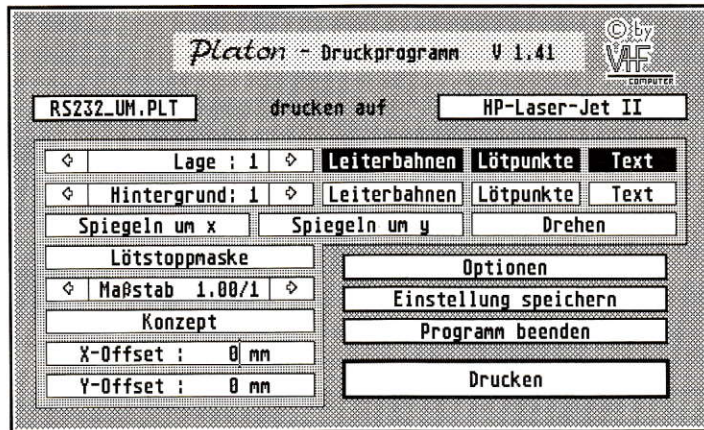 Platon - Druckprogramm V 1.41
© by
VHF
COMPUTER
RS232_UM.PLT drucken auf HP-Laser-Jet II
Lage : 1 Leiterbahnen Lötpunkte Text
Hintergrund: 1 Leiterbahnen Lötpunkte Text
Spiegeln um x Spiegeln um y Drehen
Lötstoppmaske
Optionen
Maßstab 1.00/1
Einstellung speichern
Konzept
Programm beenden
X-Offset : 0 mm
Drucken
Y-Offset : 0 mm